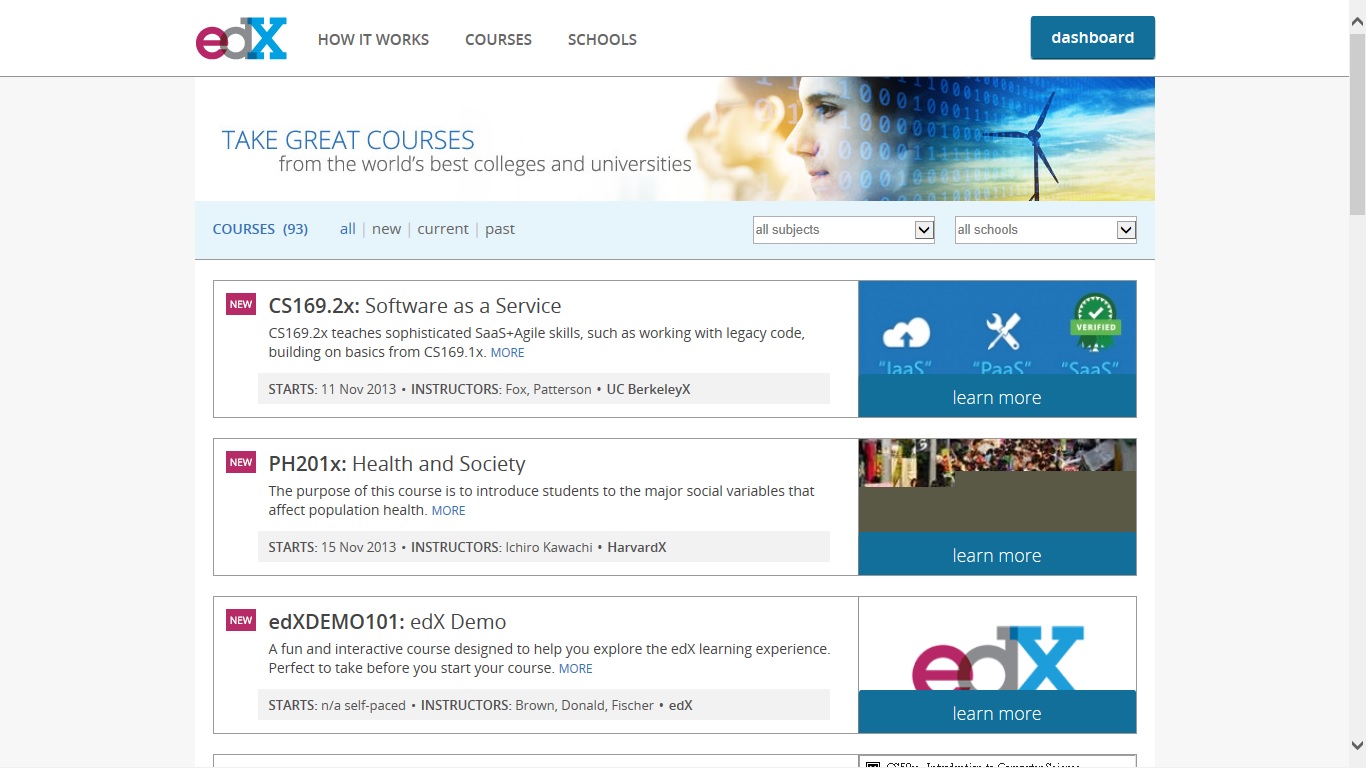 edX
HOW IT WORKS
COURSES
SCHOOLS
dashboard
TAKE GREAT COURSES
from the world's best colleges and universities
COURSES (93)
all | new | current | past
all subjects
all schools
NEW
CS169.2x: Software as a Service
CS169.2x teaches sophisticated SaaS+Agile skills, such as working with legacy code,
building on basics from CS169.1x. MORE
STARTS: 11 Nov 2013 • INSTRUCTORS: Fox, Patterson • UC BerkeleyX
VERIFIED
"IaaS" "PaaS" "SaaS"
learn more
NEW
PH201x: Health and Society
The purpose of this course is to introduce students to the major social variables that
affect population health. MORE
STARTS: 15 Nov 2013 • INSTRUCTORS: Ichiro Kawachi • HarvardX
learn more
NEW
edXDEMO101: edX Demo
A fun and interactive course designed to help you explore the edX learning experience.
Perfect to take before you start your course. MORE
STARTS: n/a self-paced • INSTRUCTORS: Brown, Donald, Fischer • edX
edX
learn more